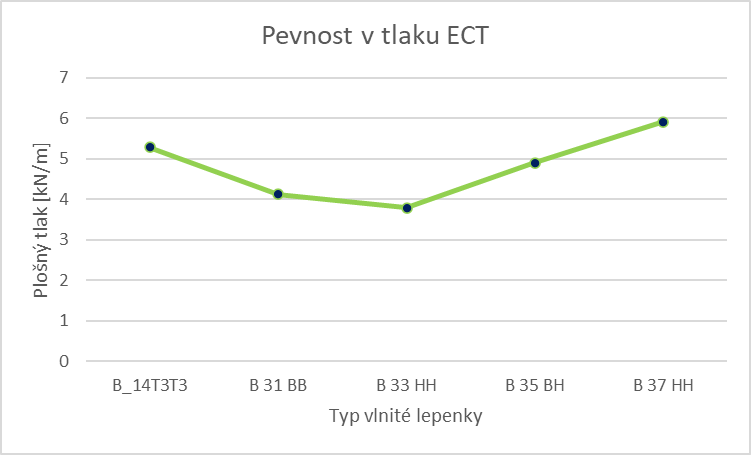 Pevnost v tlaku ECT
Plošný tlak [kN/m]
7
6
5
4
3
2
1
0
B_14T3T3 B 31 BB B 33 HH B 35 BH B 37 HH
Typ vlnité lepenky